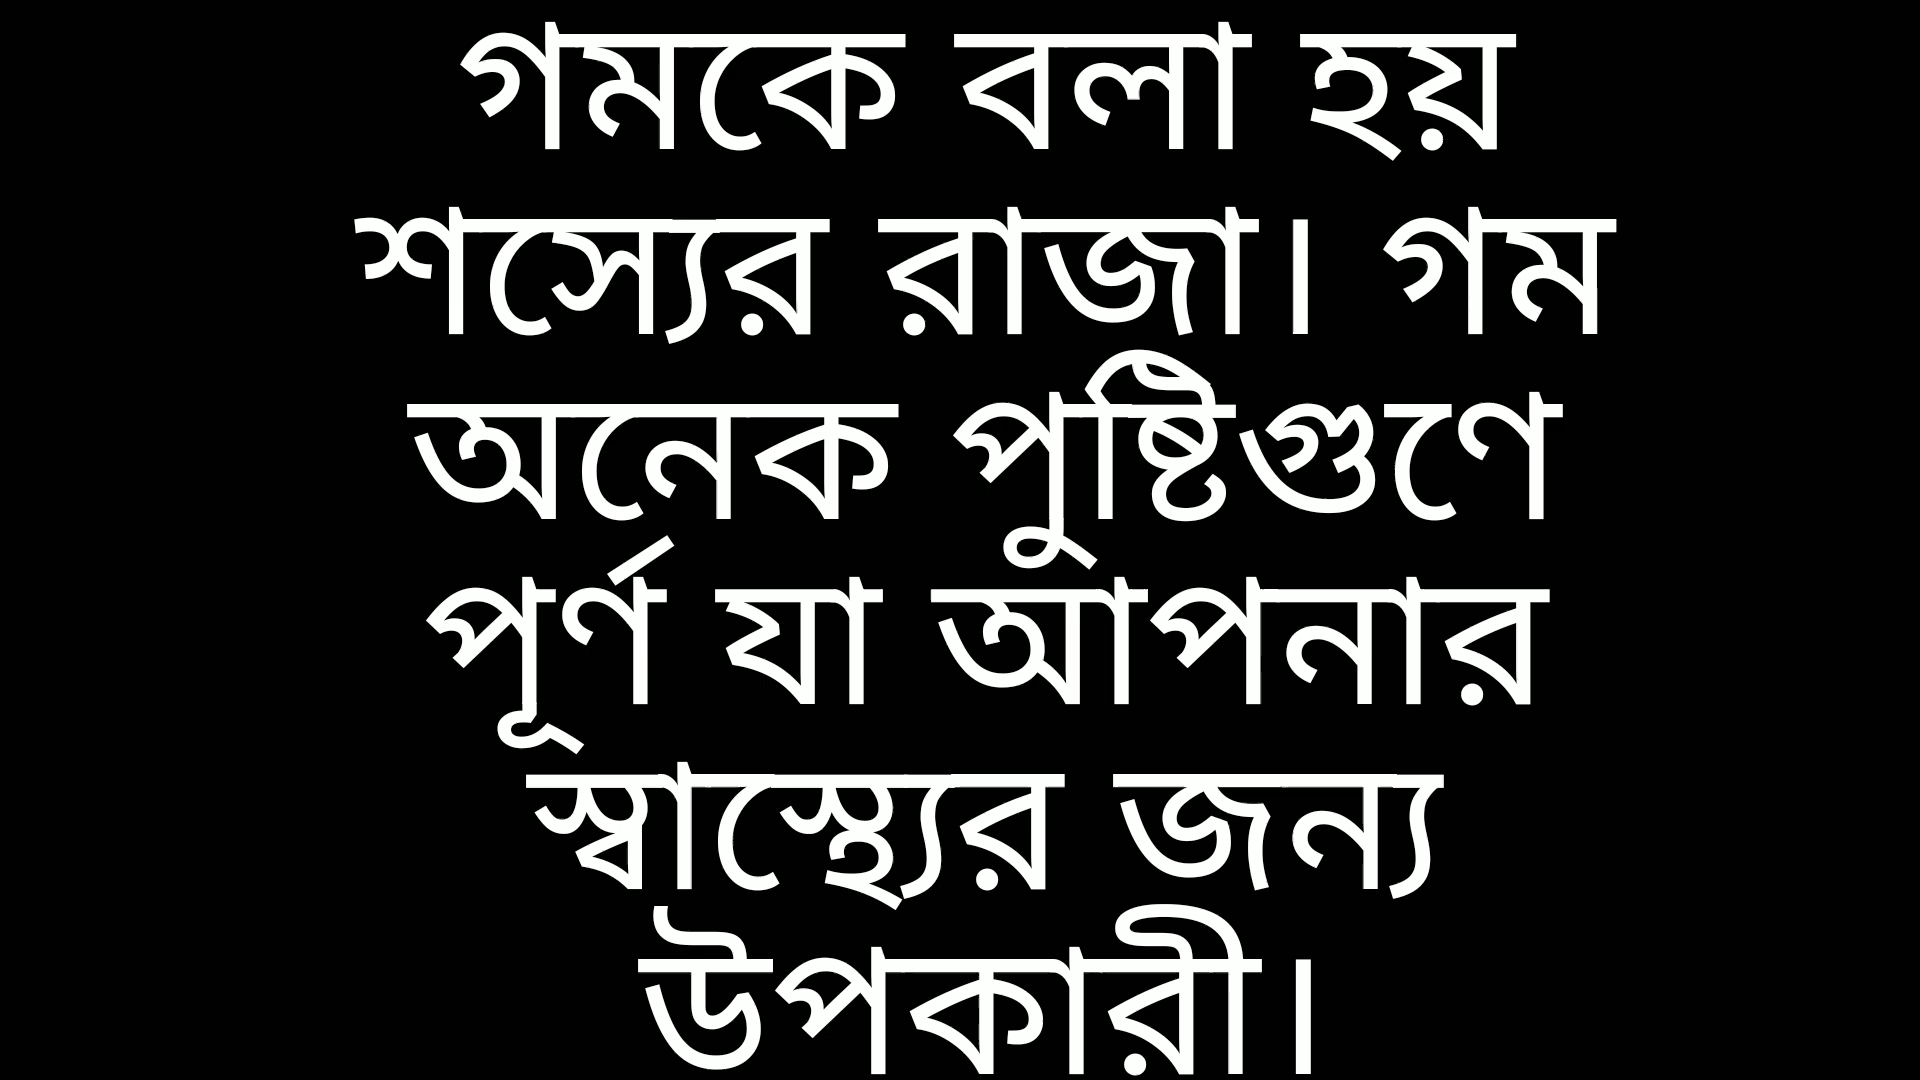 গমকে বলা হয়
শস্যের রাজা। গম
অনেক পুষ্টিগুণে
পূর্ণ যা আপনার
স্বাস্থ্যের জন্য
উপকারী।